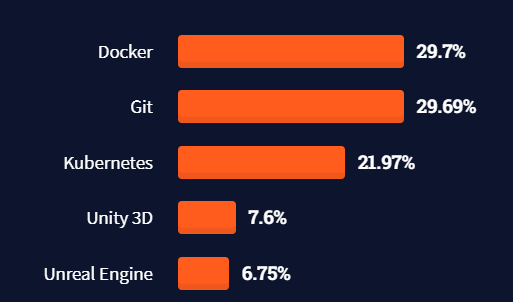 Docker 29.7%
Git 29.69%
Kubernetes 21.97%
Unity 3D 7.6%
Unreal Engine 6.75%